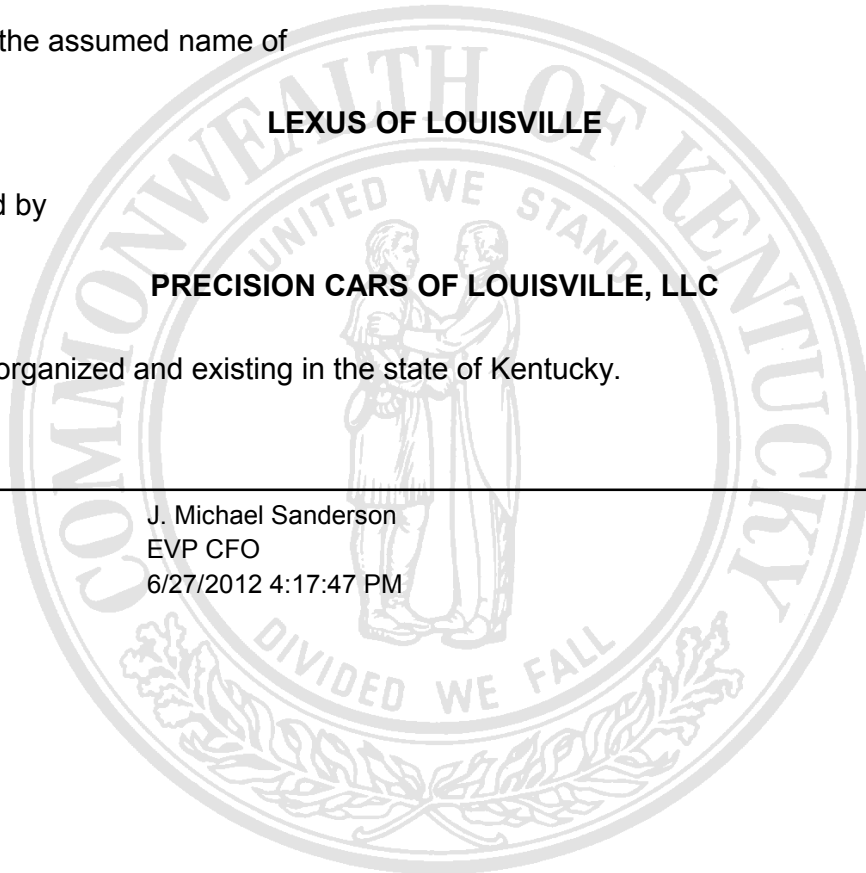 the assumed name of
LEXUS OF LOUISVILLE
d by
PRECISION CARS OF LOUISVILLE, LLC
organized and existing in the state of Kentucky.
J. Michael Sanderson
EVP CFO
6/27/2012 4:17:47 PM
COMMONWEALTH OF KENTUCKY
UNITED WE STAND
DIVIDED WE FALL